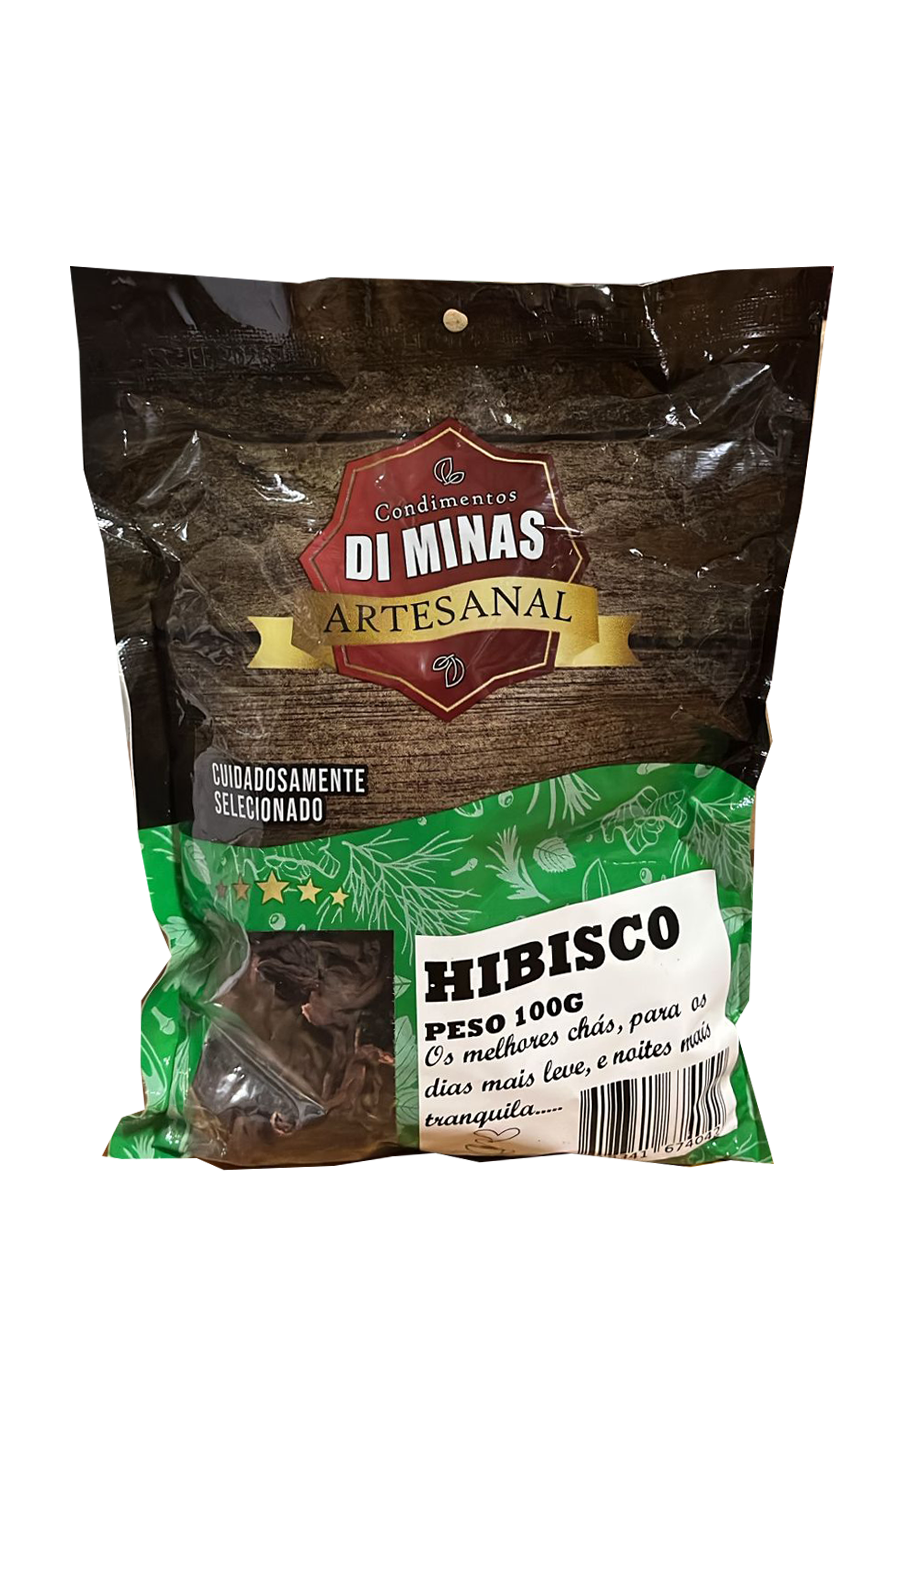 Condimentos
DI MINAS
ARTESANAL
CUIDADOSAMENTE
SELECIONADO
HIBISCO
PESO 100G
Os melhores chás, para os
dias mais leve, e noites mais
tranquila.....